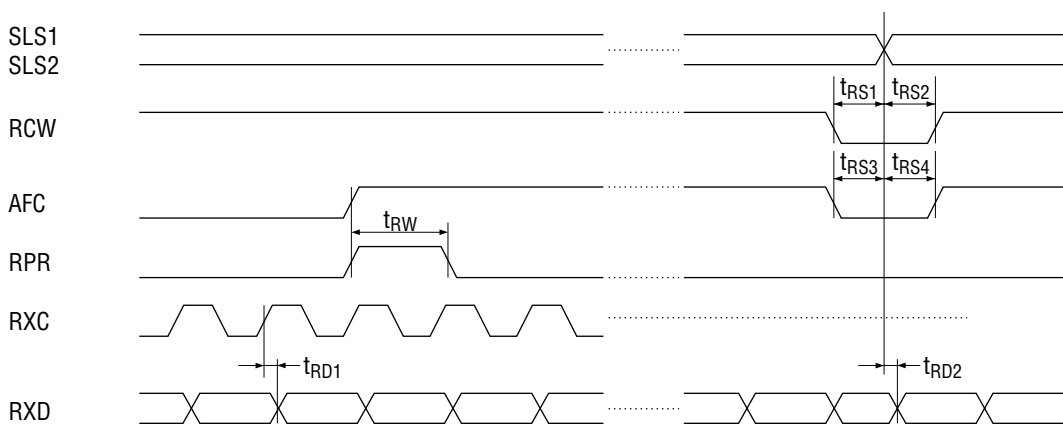 SLS1
SLS2
tRS1 tRS2
RCW
tRS3 tRS4
AFC
tRW
RPR
RXC
tRD1 tRD2
RXD